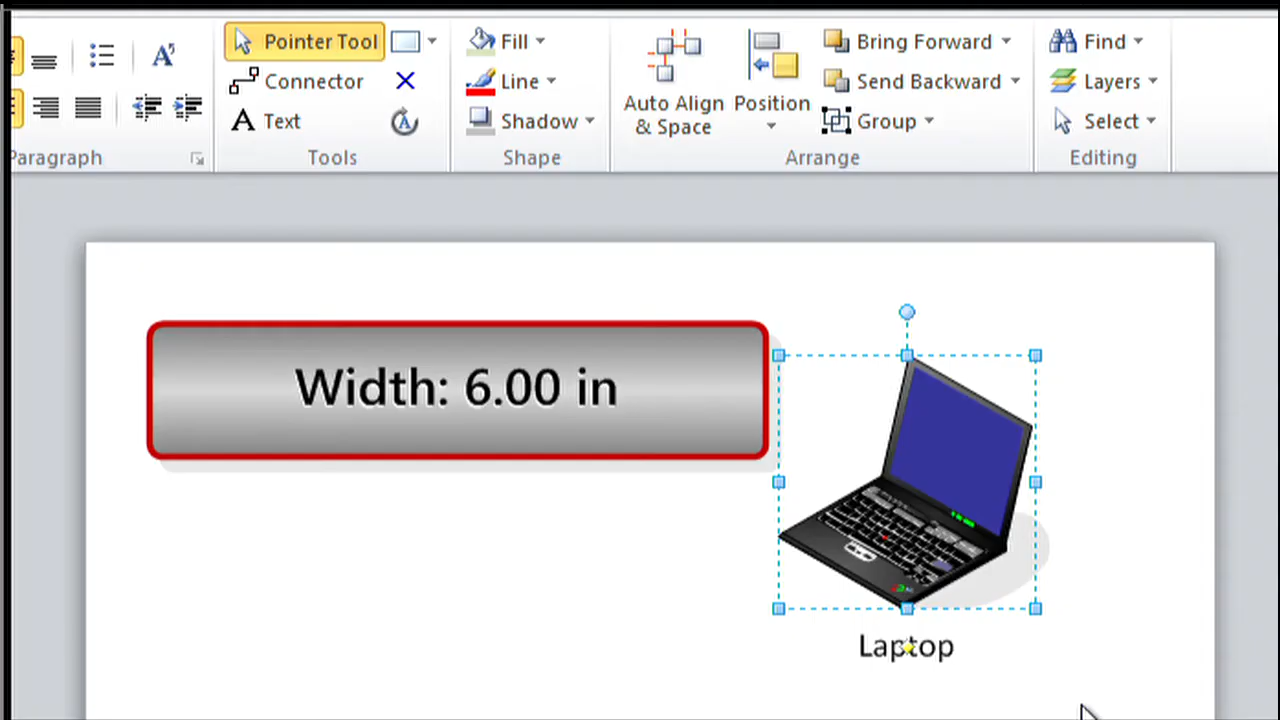 Pointer Tool
Connector
Text
Fill
Line
Shadow
Auto Align
& Space
Position
Bring Forward
Send Backward
Group
Find
Layers
Select
Paragraph
Tools
Shape
Arrange
Editing
Width: 6.00 in
Laptop